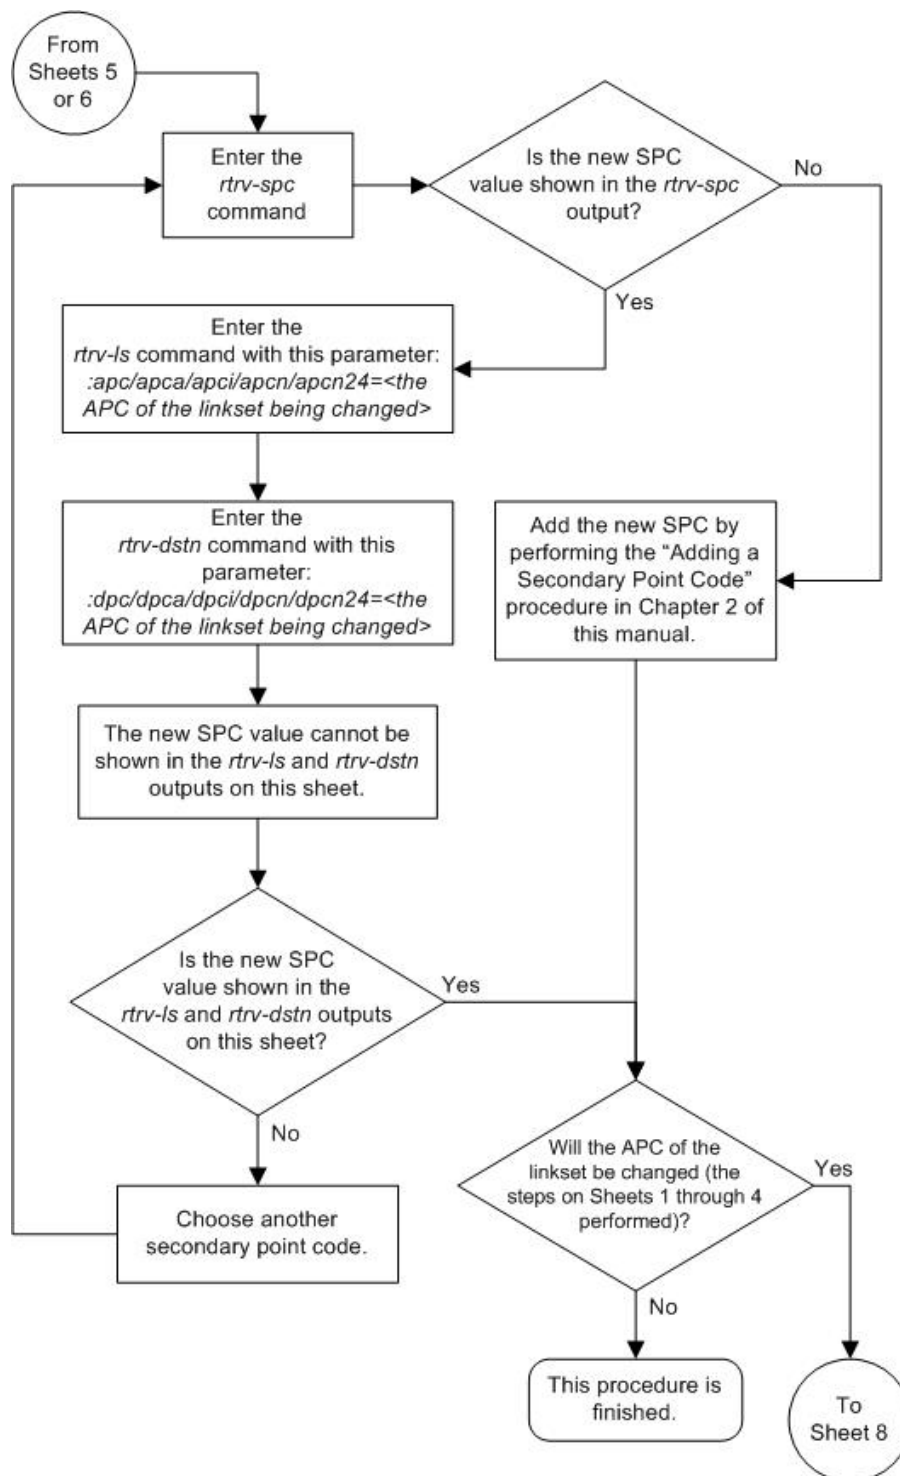 From
Sheets 5
or 6
Enter the
rtrv-spc
command
Is the new SPC
value shown in the rtrv-spc
output?
No
Yes
Enter the
rtrv-ls command with this parameter:
:apc/apca/apci/apcn/apcn24=<the
APC of the linkset being changed>
Enter the
rtrv-dstn command with this
parameter:
:dpc/dpca/dpci/dpcn/dpcn24=<the
APC of the linkset being changed>
Add the new SPC by
performing the “Adding a
Secondary Point Code”
procedure in Chapter 2 of
this manual.
The new SPC value cannot be
shown in the rtrv-ls and rtrv-dstn
outputs on this sheet.
Is the new SPC
value shown in the
rtrv-ls and rtrv-dstn outputs
on this sheet?
Yes
No
Choose another
secondary point code.
Will the APC of the
linkset be changed (the
steps on Sheets 1 through 4
performed)?
Yes
No
This procedure is
finished.
To
Sheet 8